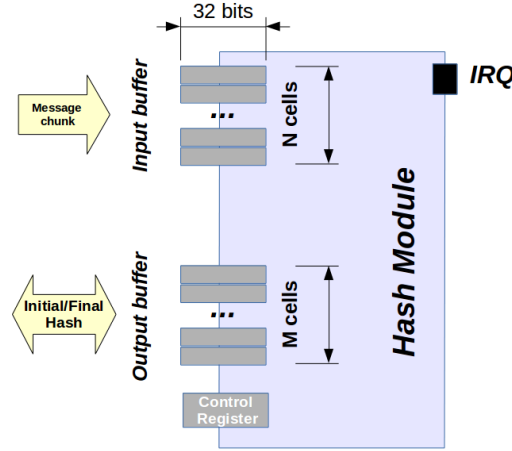 32 bits
Message
chunk
Input buffer
...
N cells
IRQ
Hash Module
Initial/Final
Hash
Output buffer
...
M cells
Control
Register